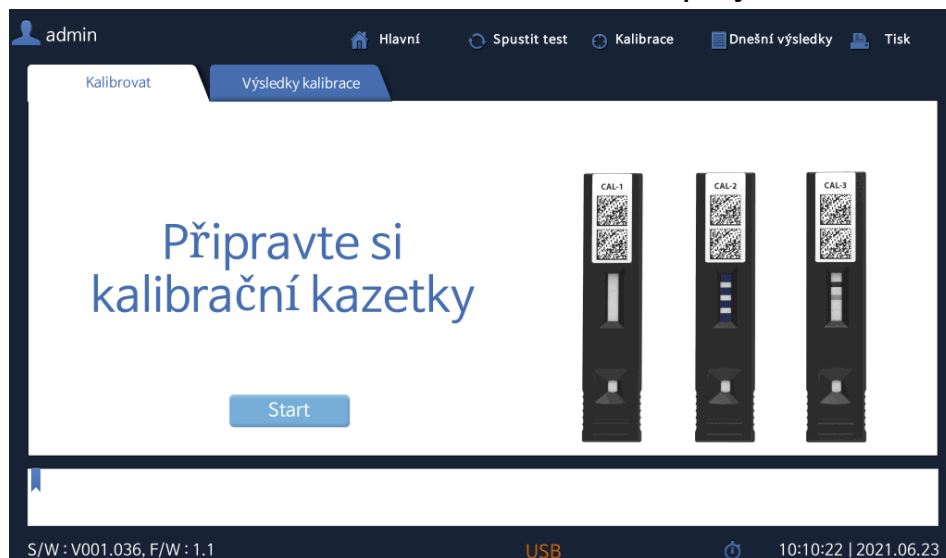 admin
Hlavní
Spustit test
Kalibrace
Dnešní výsledky
Tisk
Kalibrovat
Výsledky kalibrace
CAL-1
CAL-2
CAL-3
Připravte si
kalibrační kazetky
Start
S/W : V001.036, F/W : 1.1
USB
10:10:22 | 2021.06.23